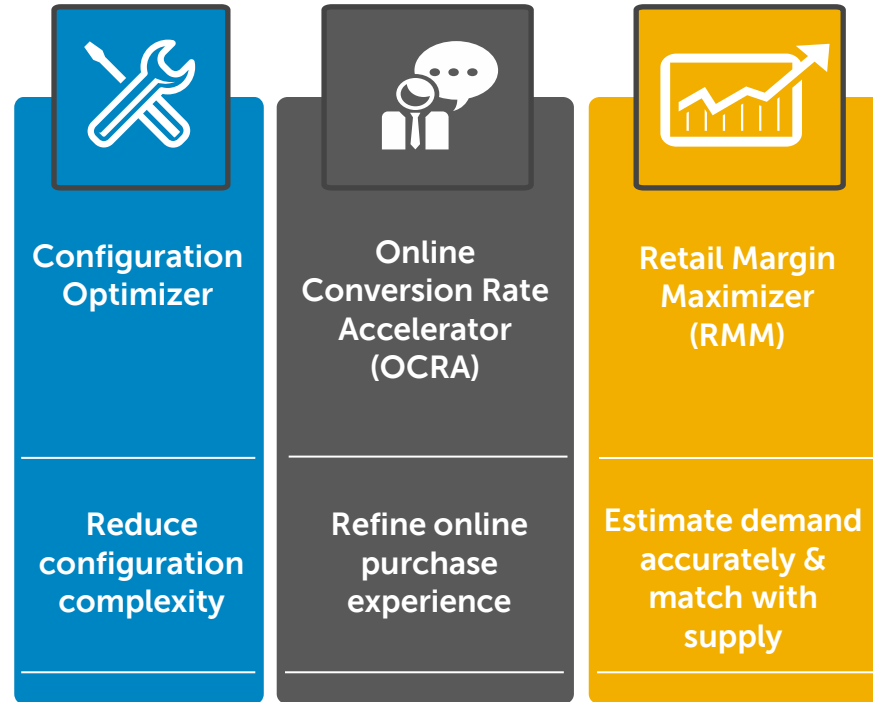 Configuration
Optimizer
Online
Conversion Rate
Accelerator
(OCRA)
Retail Margin
Maximizer
(RMM)
Reduce
configuration
complexity
Refine online
purchase
experience
Estimate demand
accurately &
match with
supply